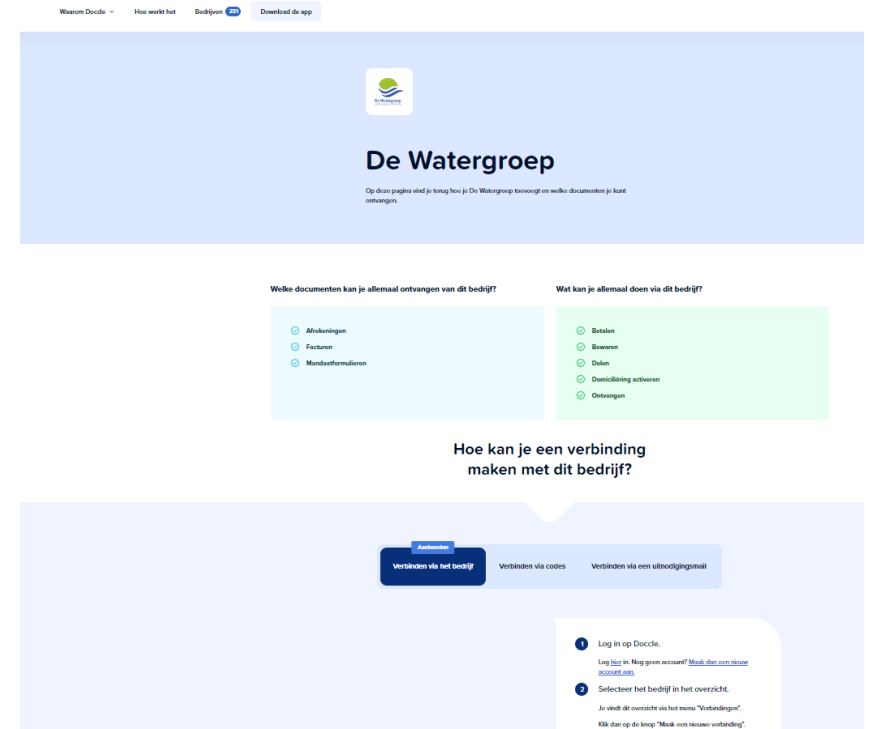 Waarom Doccle
Hoe werkt het
Bedrijven 231
Download de app
De Watergroep
De Watergroep
Op deze pagina vind je terug hoe je De Watergroep toevoegt en welke documenten je kunt
ontvangen.
Welke documenten kan je allemaal ontvangen van dit bedrijf?
Afrekeningen
Facturen
Mandaatformulieren
Wat kan je allemaal doen via dit bedrijf?
Betalen
Bewaren
Delen
Domiciliëring activeren
Ontvangen
Hoe kan je een verbinding
maken met dit bedrijf?
Aanbevolen
Verbinden via het bedrijf
Verbinden via codes
Verbinden via een uitnodigingsmail
1 Log in op Doccle.
Log hier in. Nog geen account? Maak dan een nieuw
account aan.
2 Selecteer het bedrijf in het overzicht.
Je vindt dit overzicht via het menu "Verbindingen".
Klik dan op de knop "Maak een nieuwe verbinding".